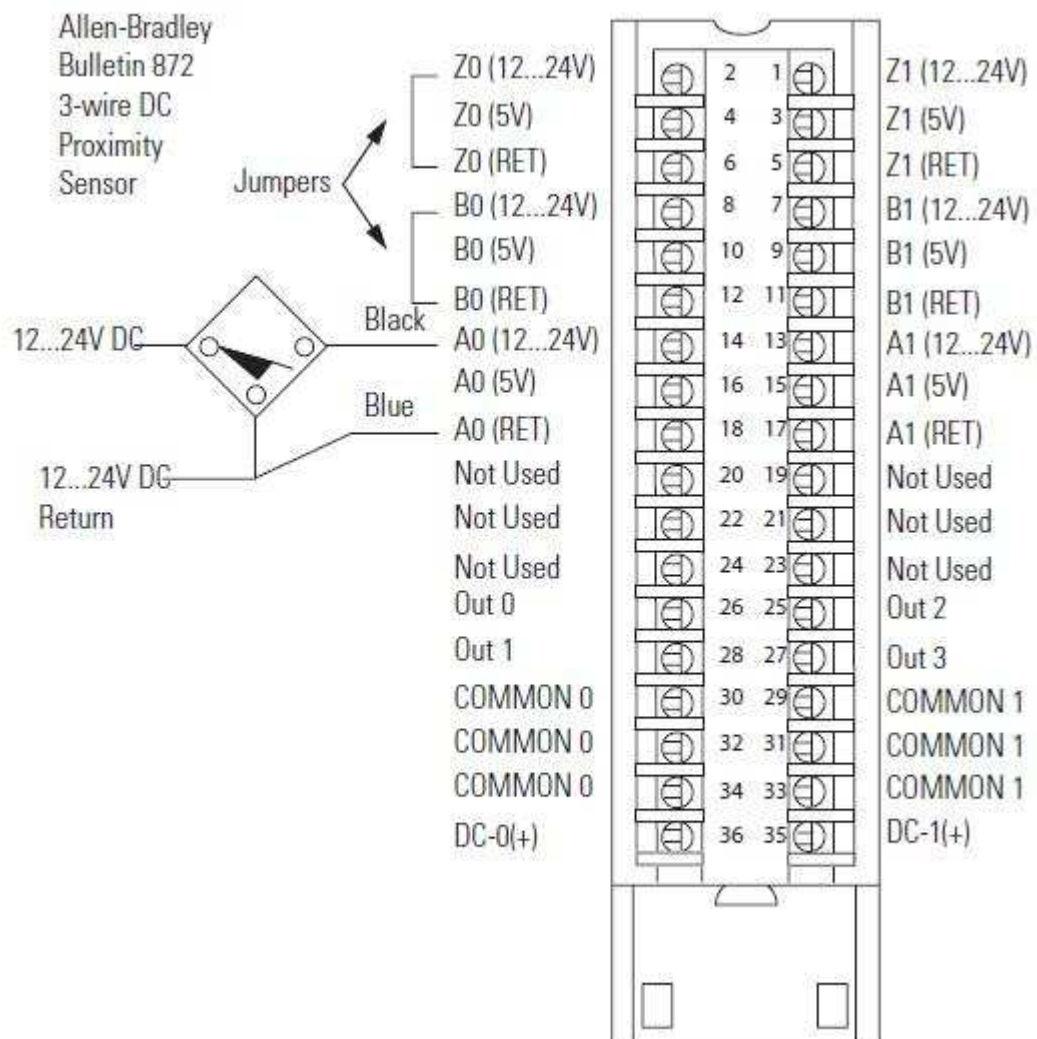 Allen-Bradley
Bulletin 872
3-wire DC
Proximity
Sensor
Jumpers
12...24V DC
12...24V DC
Return
Black
Blue
Z0 (12...24V) 2 1 Z1 (12...24V)
Z0 (5V) 4 3 Z1 (5V)
Z0 (RET) 6 5 Z1 (RET)
B0 (12...24V) 8 7 B1 (12...24V)
B0 (5V) 10 9 B1 (5V)
B0 (RET) 12 11 B1 (RET)
A0 (12...24V) 14 13 A1 (12...24V)
A0 (5V) 16 15 A1 (5V)
A0 (RET) 18 17 A1 (RET)
Not Used 20 19 Not Used
Not Used 22 21 Not Used
Not Used 24 23 Not Used
Out 0 26 25 Out 2
Out 1 28 27 Out 3
COMMON 0 30 29 COMMON 1
COMMON 0 32 31 COMMON 1
COMMON 0 34 33 COMMON 1
DC-0(+) 36 35 DC-1(+)